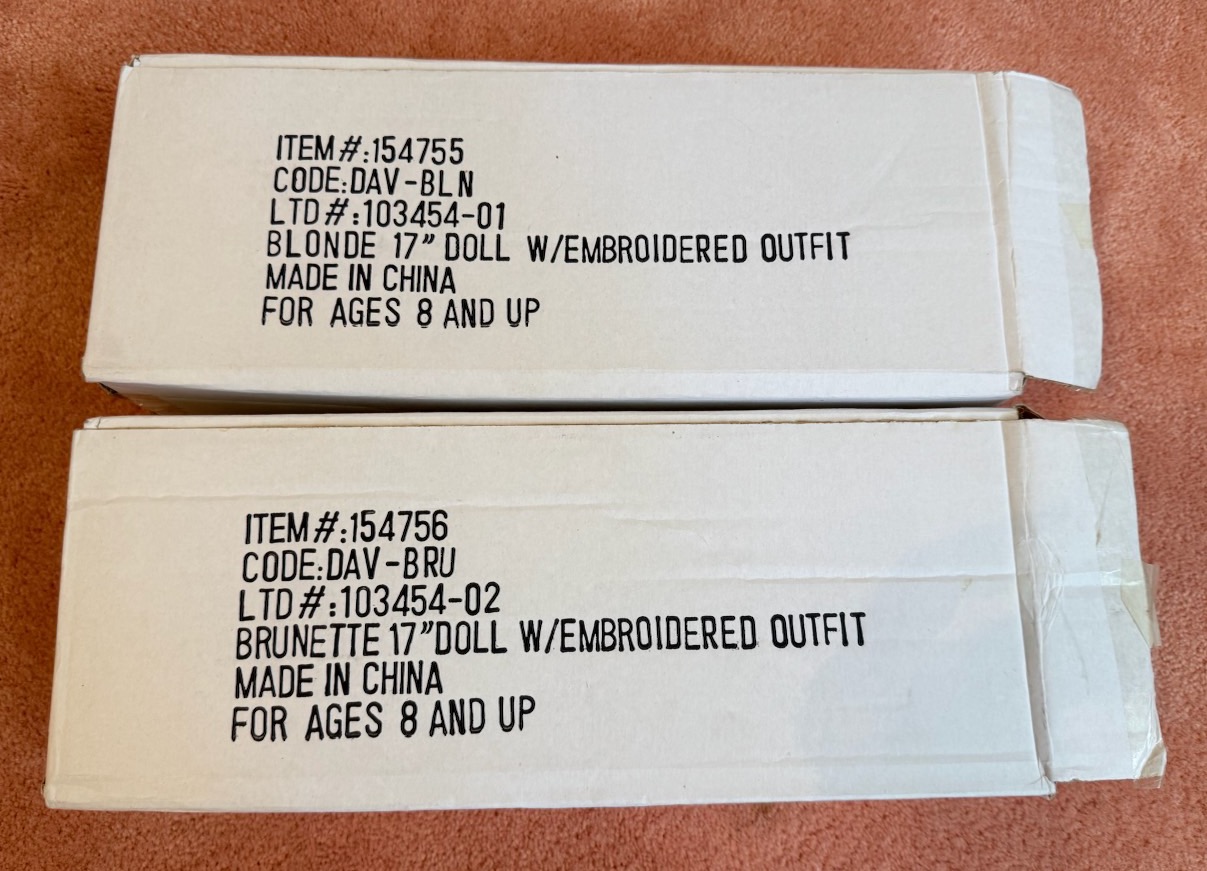 ITEM#:154755
CODE:DAV-BLN
LTD#:103454-01
BLONDE 17" DOLL W/EMBROIDERED OUTFIT
MADE IN CHINA
FOR AGES 8 AND UP
ITEM#:154756
CODE:DAV-BRU
LTD#:103454-02
BRUNETTE 17"DOLL W/EMBROIDERED OUTFIT
MADE IN CHINA
FOR AGES 8 AND UP